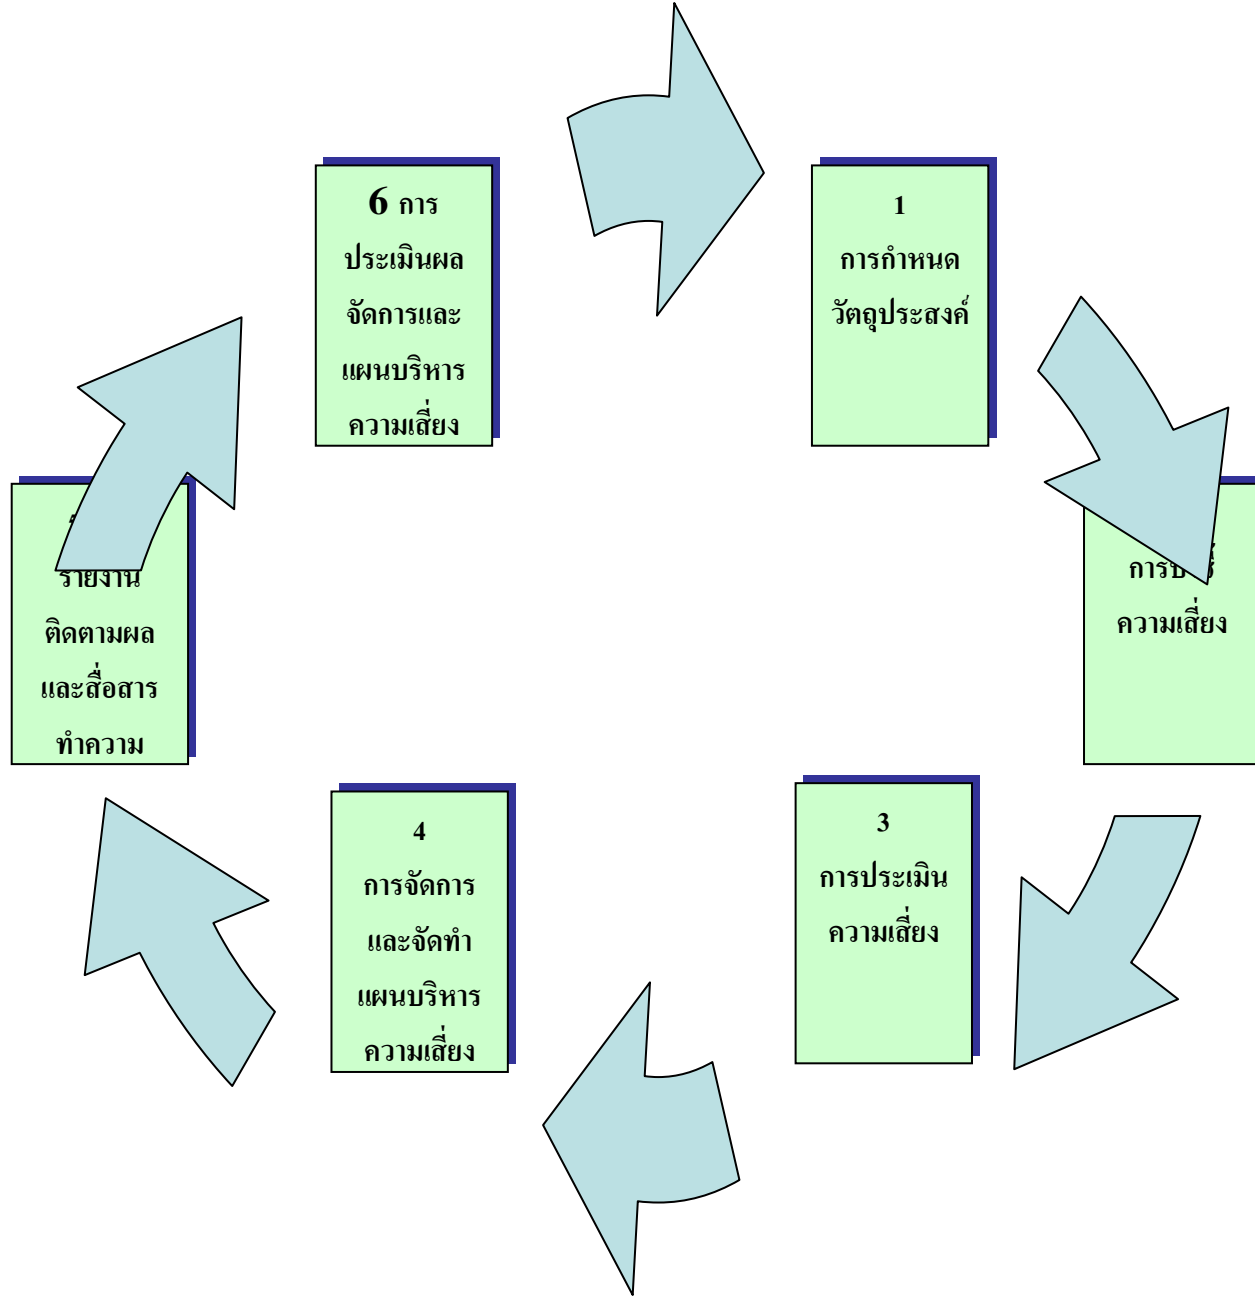 6 การ
ประเมินผล
จัดการและ
แผนบริหาร
ความเสี่ยง
1
การกำหนด
วัตถุประสงค์
ความเสี่ยง
3
การประเมิน
ความเสี่ยง
4
การจัดการ
และจัดทำ
แผนบริหาร
ความเสี่ยง
รายงาน
ติดตามผล
และสื่อสาร
ทำความ